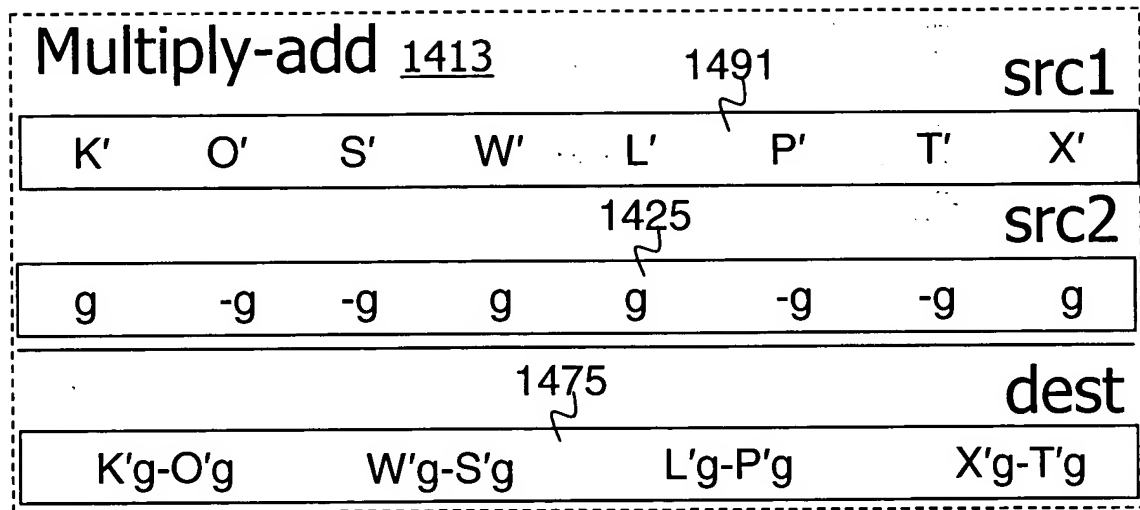 Multiply-add 1413
1491
src1
K' O' S' W' L' P' T' X'
1425
src2
g -g -g g g -g -g g
1475
dest
K'g-O'g W'g-S'g L'g-P'g X'g-T'g